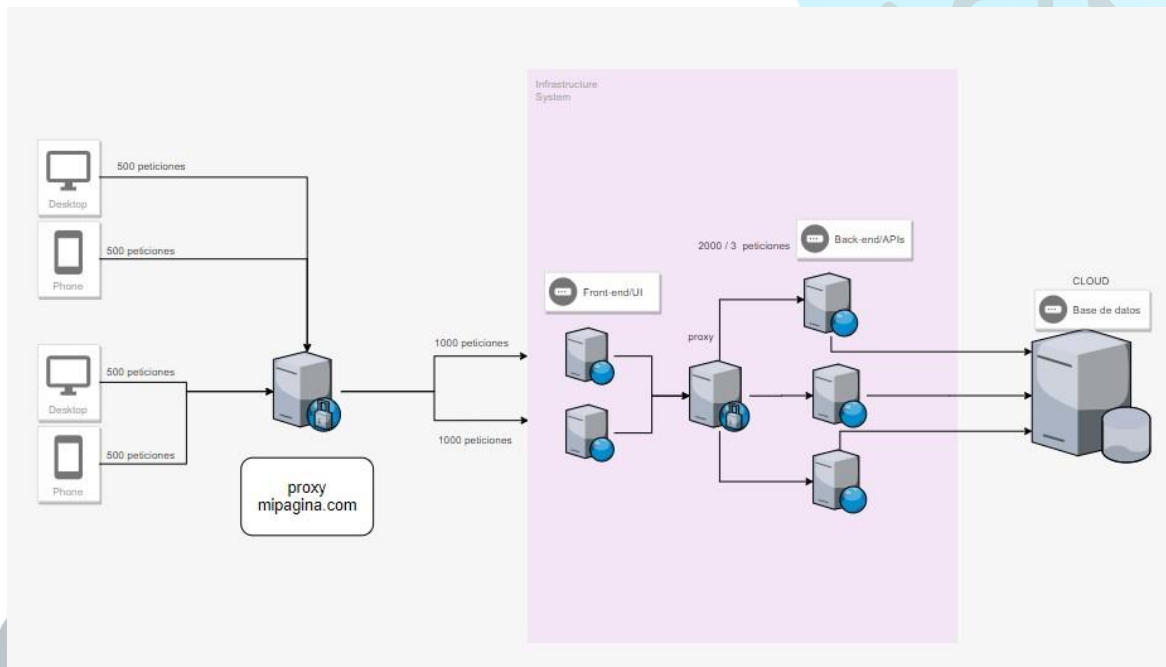 Infrastructure
System
500 peticiones
Desktop
500 peticiones
Phone
500 peticiones
Desktop
500 peticiones
Phone
proxy
mipagina.com
1000 peticiones
1000 peticiones
Front-end/UI
proxy
2000 / 3 peticiones
Back-end/APIs
CLOUD
Base de datos